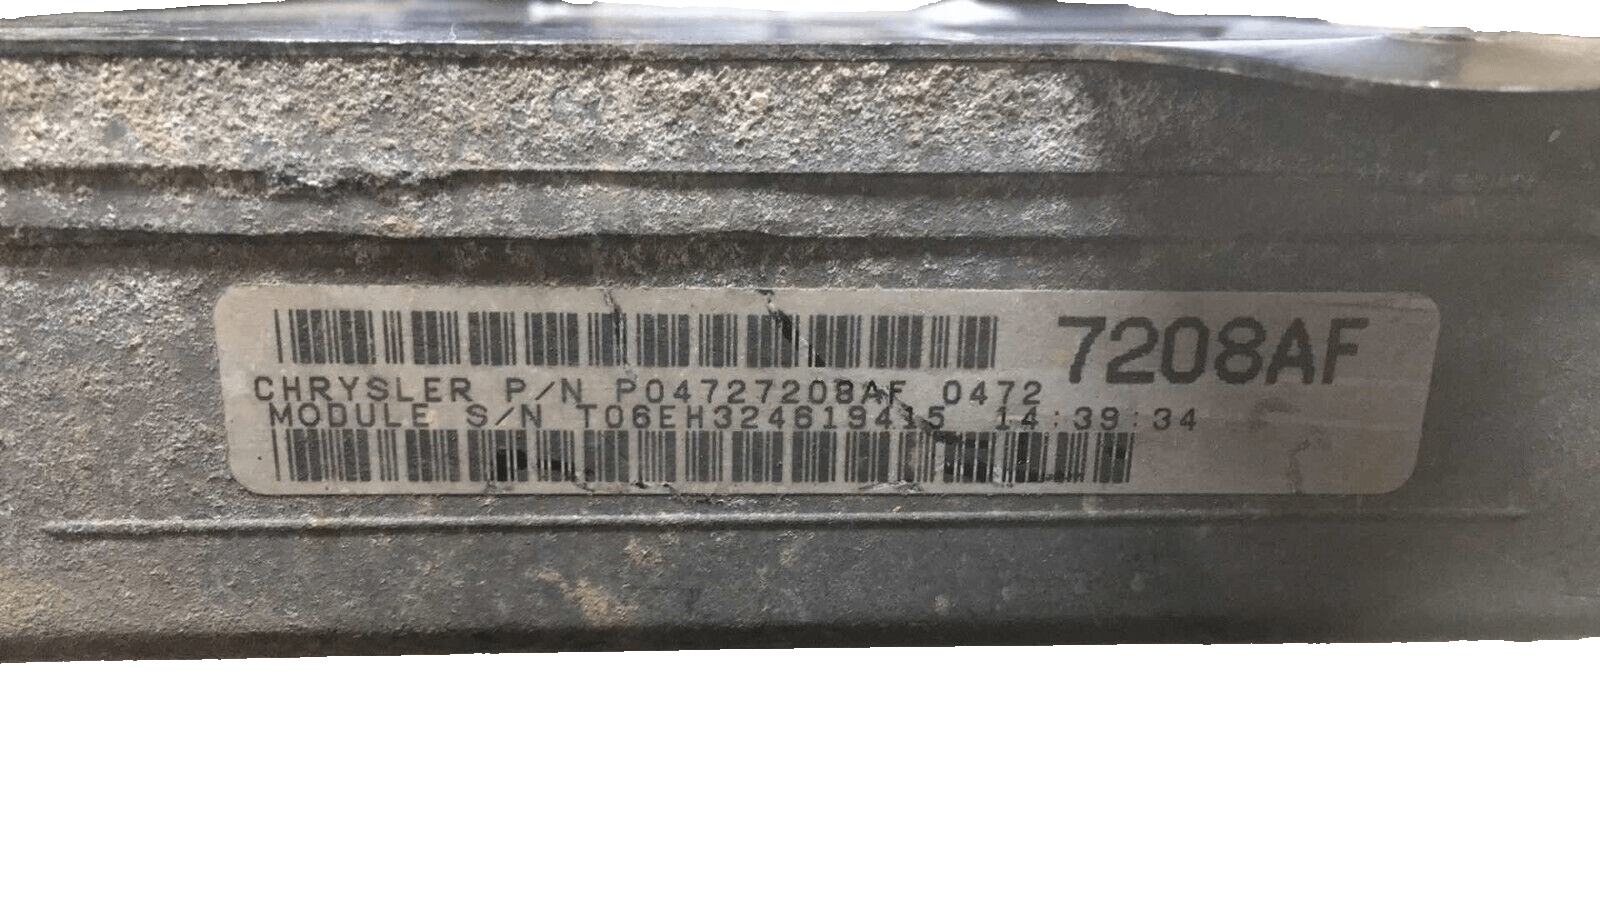 7208AF
CHRYSLER P/N P04727208AF 0472
MODULE S/N T06EH324619415 14:39:34